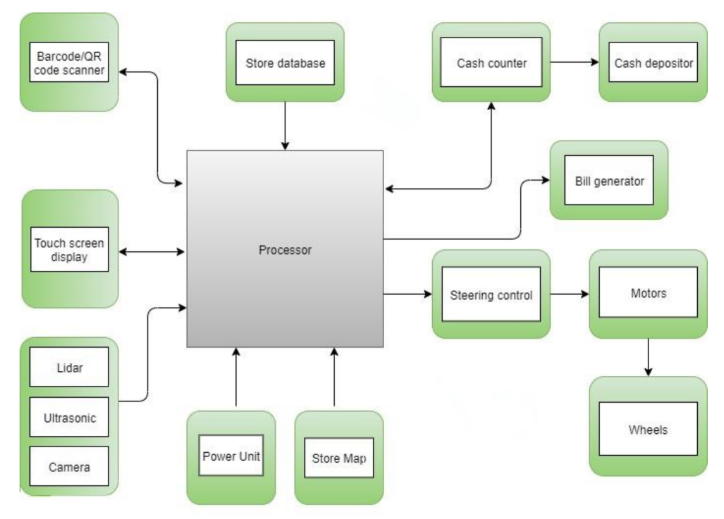 Barcode/QR
code scanner
Store database
Cash counter
Cash depositor
Bill generator
Touch screen
display
Processor
Steering control
Motors
Lidar
Ultrasonic
Camera
Power Unit
Store Map
Wheels